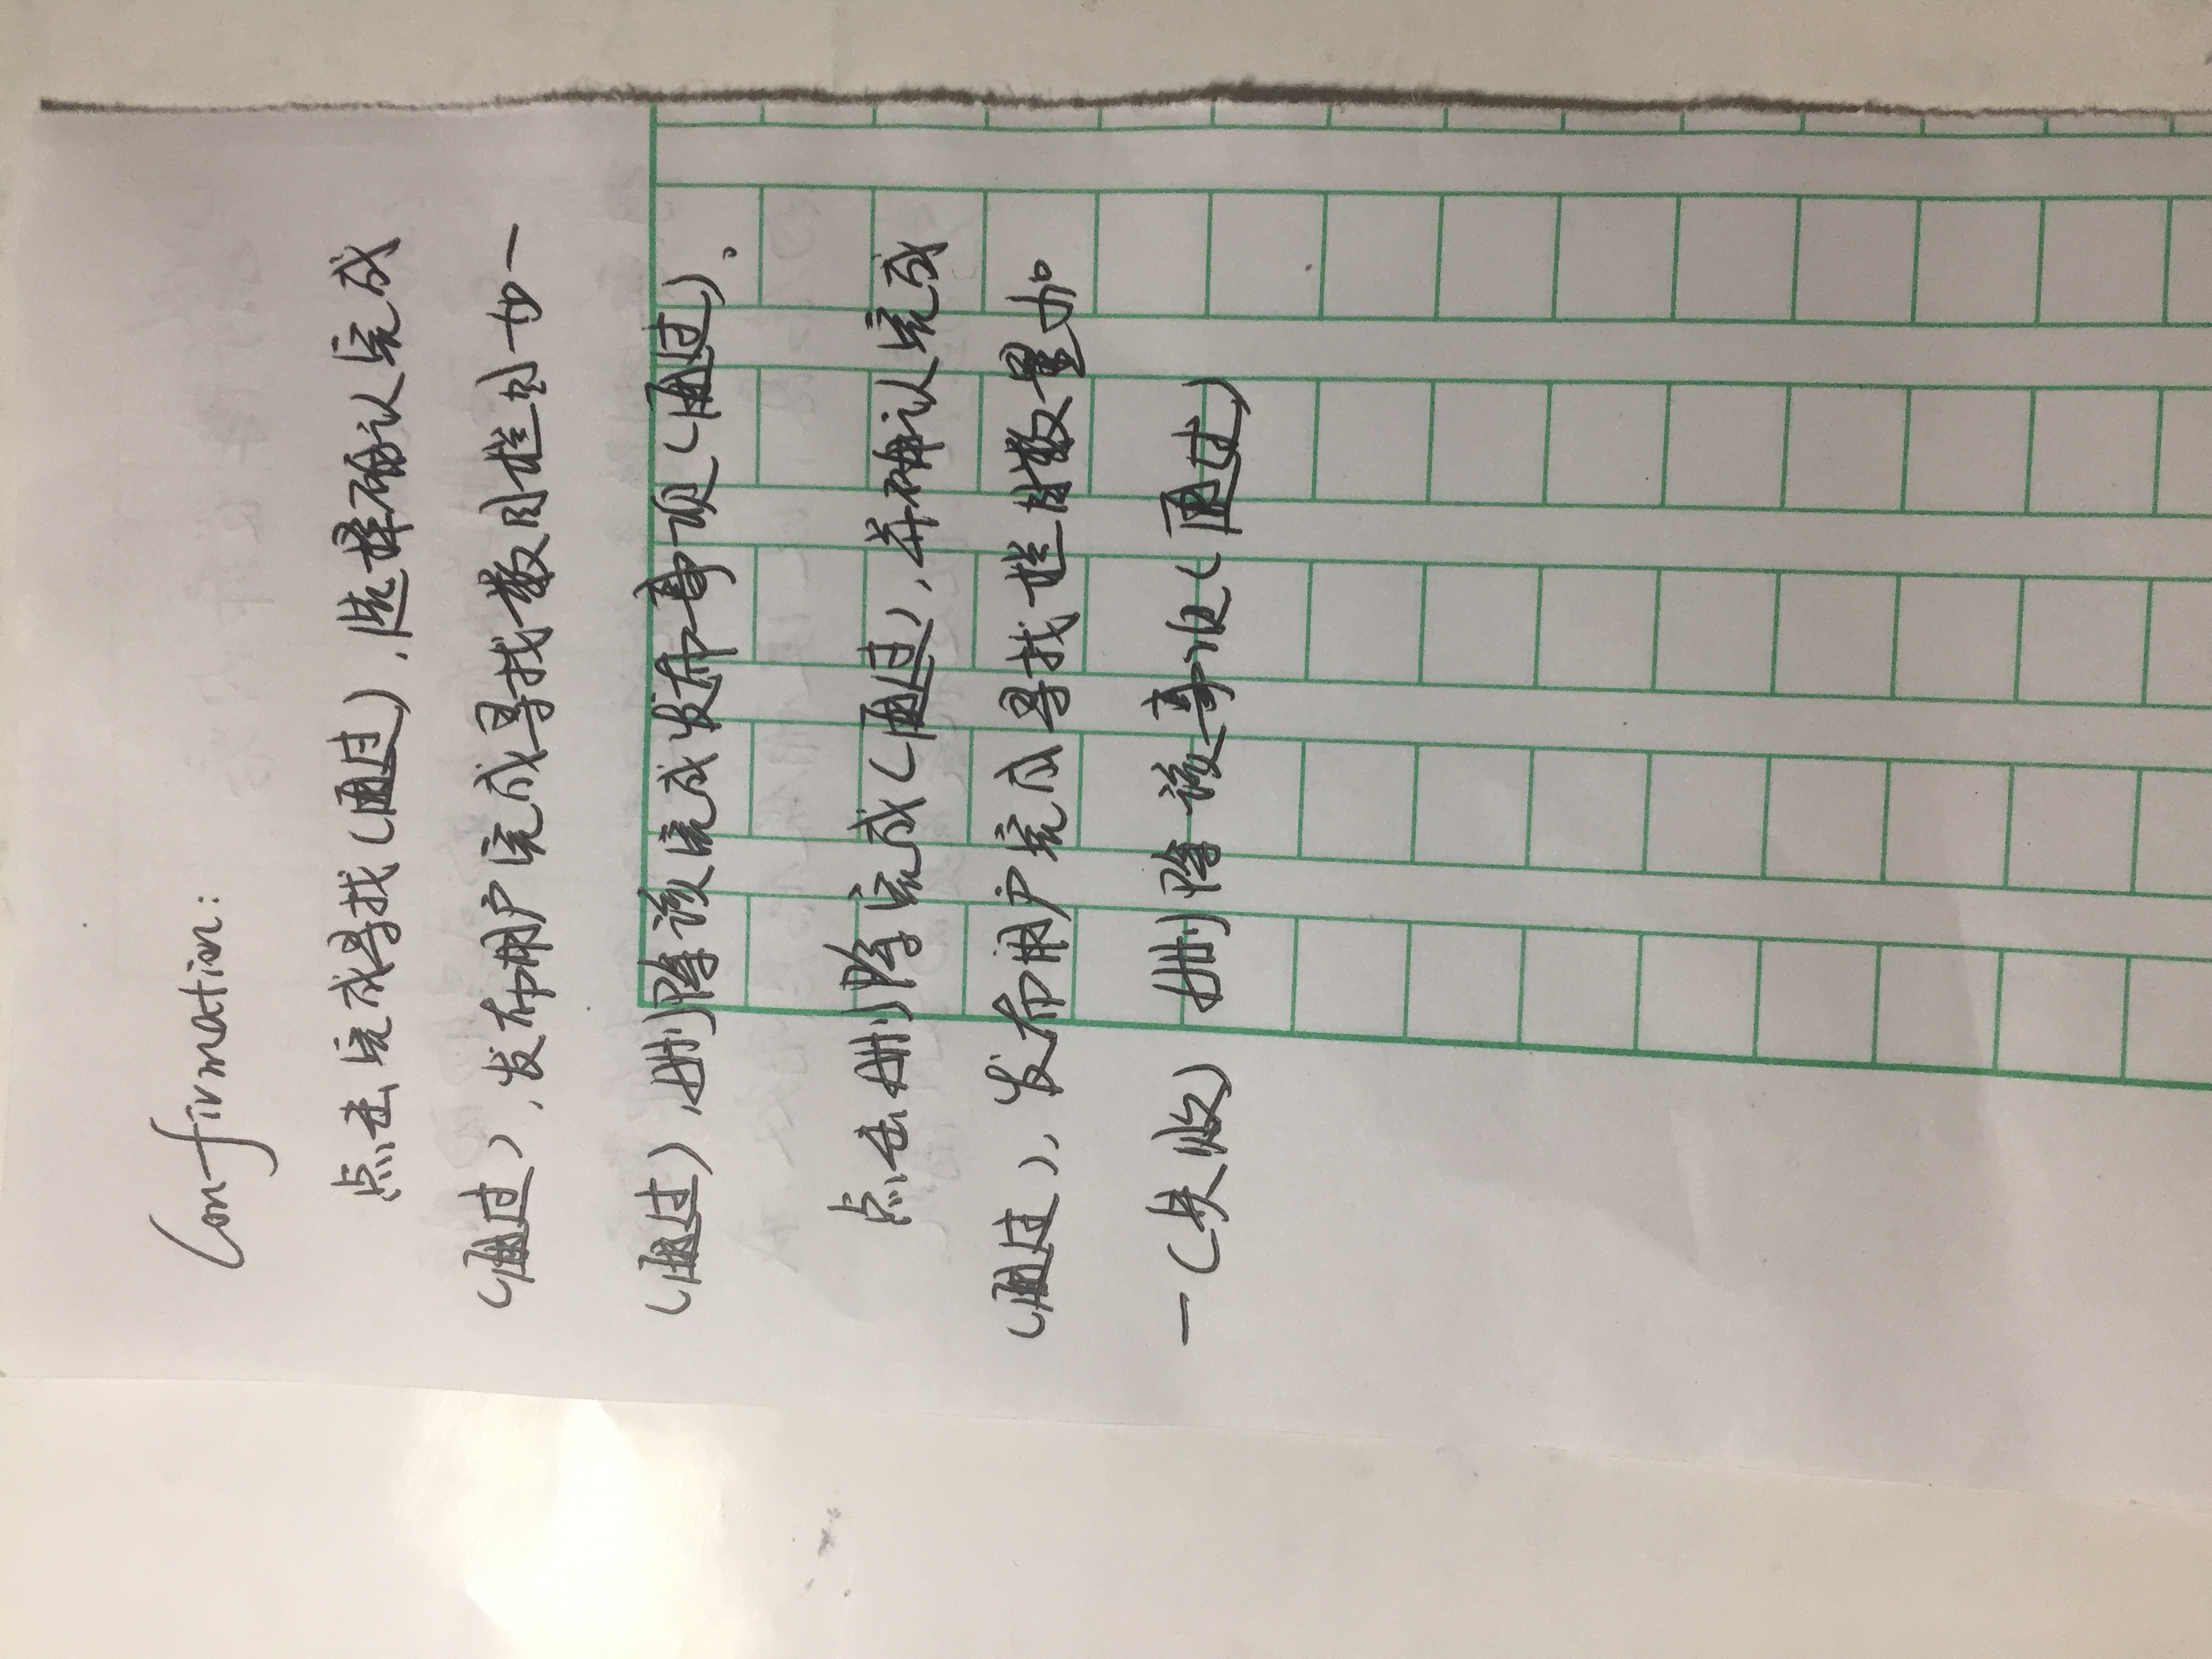 Confirmation:
点击完成寻找(通过),选择确认完成
(通过),发布用户完成寻找数目栏目加一
(通过),删除该完成发布事项(通过)。
点击删除完成(通过),并确认完成
(通过),发布用户完成寻找栏目数量加
一(失败) 删除该事项(通过)